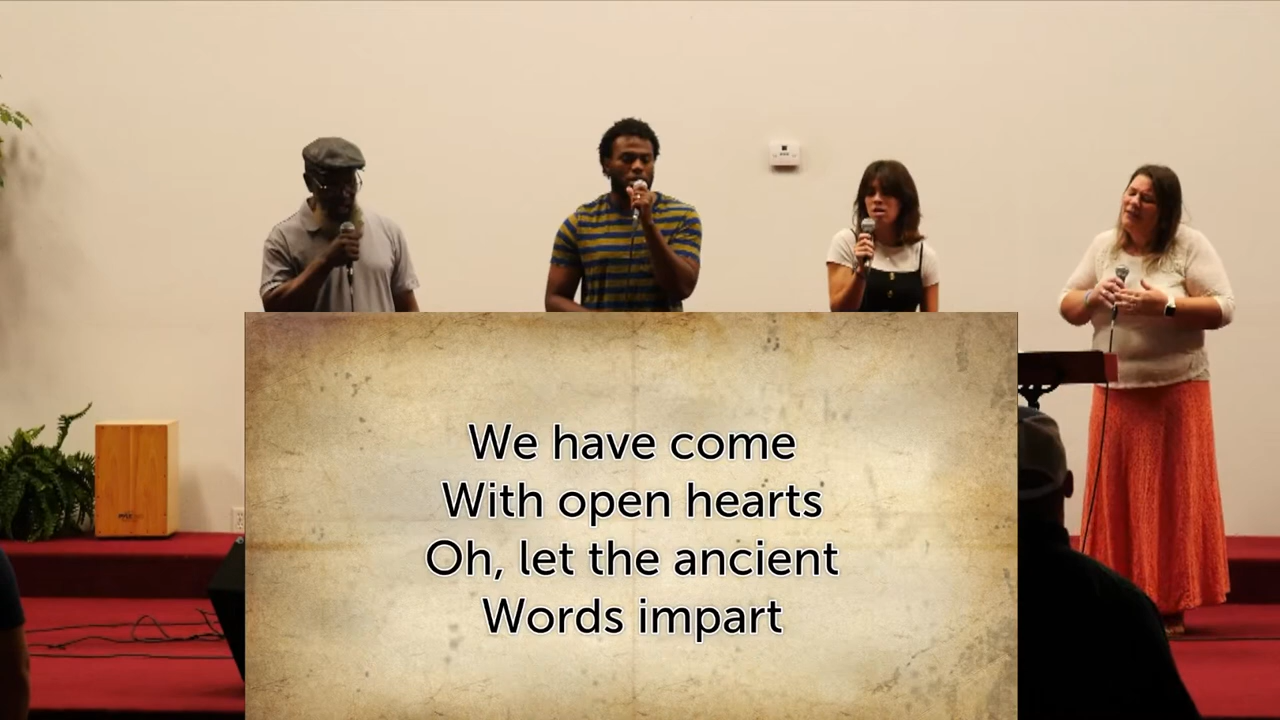 We have come
With open hearts
Oh, let the ancient
Words impart